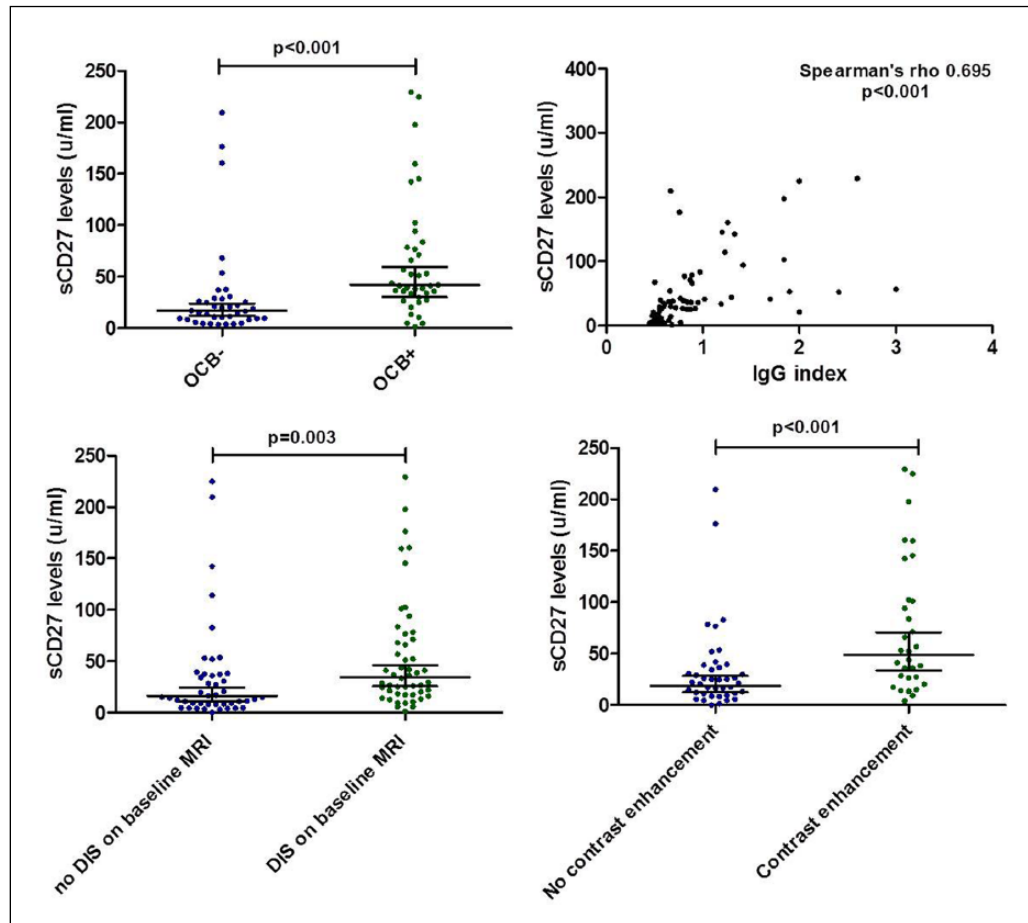 p<0.001
250
200
150
100
50
0
sCD27 levels (u/ml)
OCB-
OCB+
Spearman's rho 0.695
p<0.001
400
300
200
100
0
sCD27 levels (u/ml)
0
1
2
3
4
IgG index
p=0.003
250
200
150
100
50
0
sCD27 levels (u/ml)
no DIS on baseline MRI
DIS on baseline MRI
p<0.001
250
200
150
100
50
0
sCD27 levels (u/ml)
No contrast enhancement
Contrast enhancement